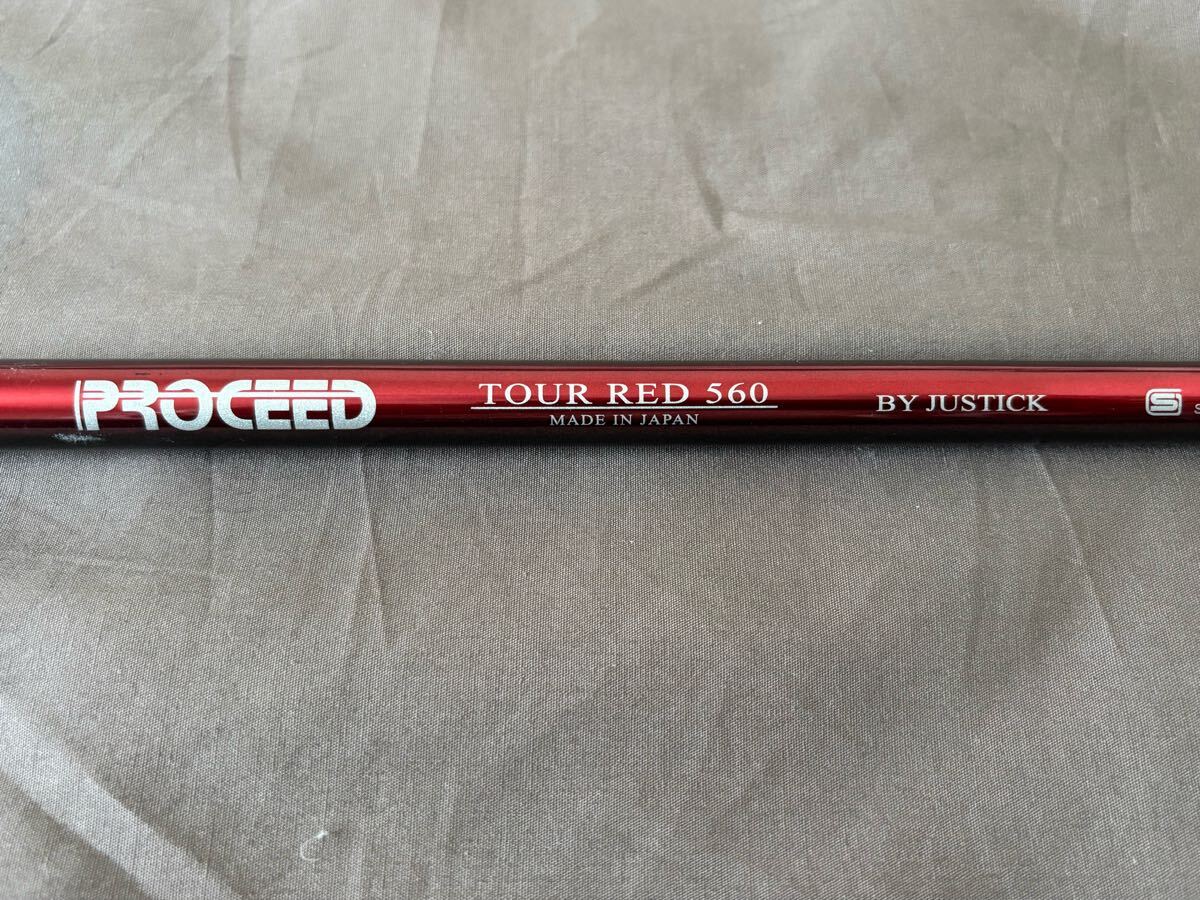 PROCEED
TOUR RED 560
MADE IN JAPAN
BY JUSTICK
S